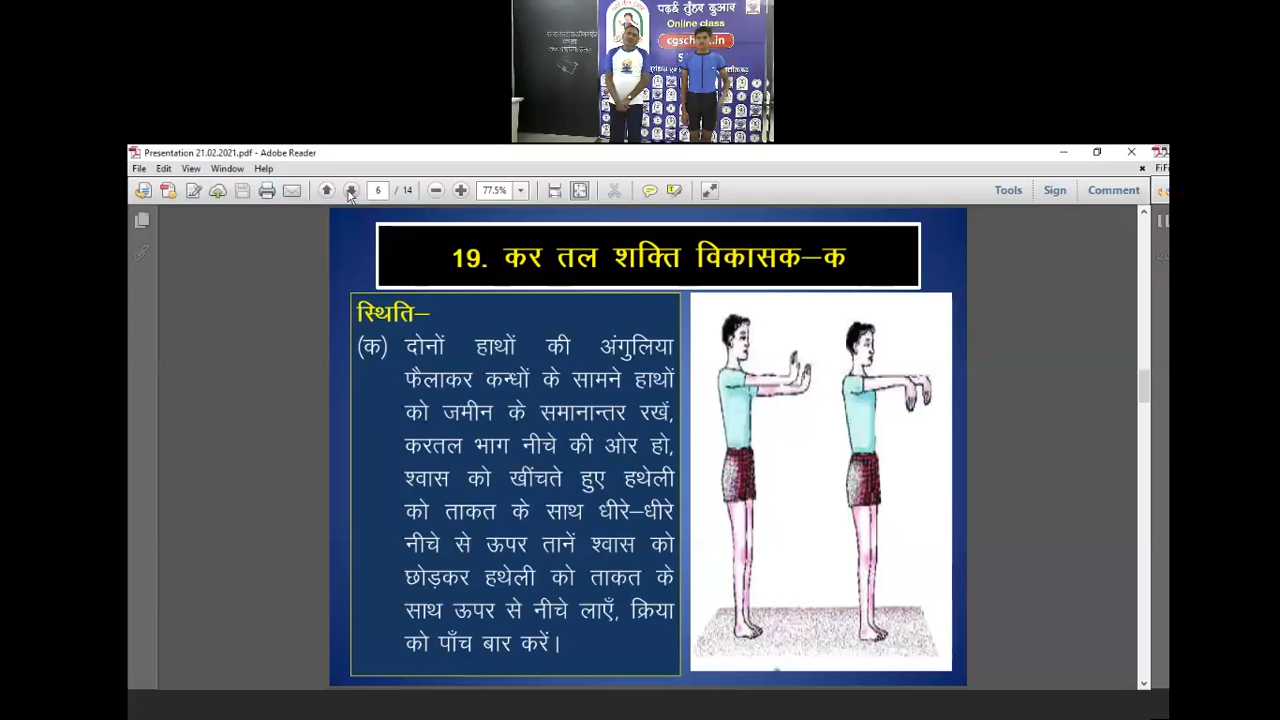 पढ़ई तुंहर दुआर
Online class
cgschool.in
Presentation 21.02.2021.pdf - Adobe Reader
File Edit View Window Help
6 / 14 77.5% Tools Sign Comment
19. कर तल शक्ति विकासक–क
स्थिति–
(क) दोनों हाथों की अंगुलिया
फैलाकर कन्धों के सामने हाथों
को जमीन के समानान्तर रखें,
करतल भाग नीचे की ओर हो,
श्वास को खींचते हुए हथेली
को ताकत के साथ धीरे–धीरे
नीचे से ऊपर तानें श्वास को
छोड़कर हथेली को ताकत के
साथ ऊपर से नीचे लाएँ, क्रिया
को पाँच बार करें।